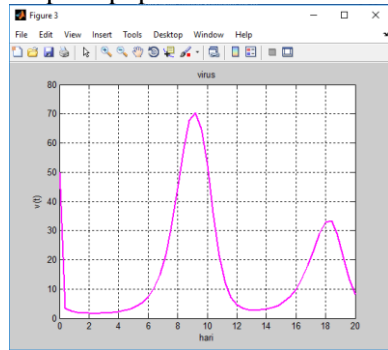 Figure 3
File Edit View Insert Tools Desktop Window Help
virus
80
70
60
50
40
30
20
10
0
v(t)
0 2 4 6 8 10 12 14 16 18 20
hari